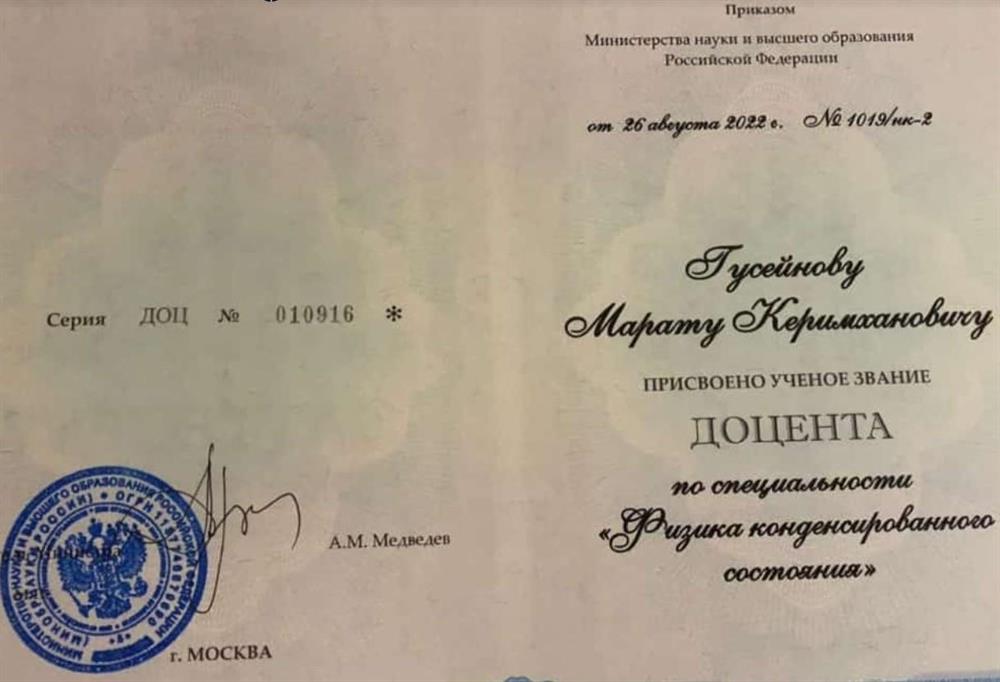 Серия ДОЦ № 010916 *
А.М. Медведев
г. МОСКВА
Приказом
Министерства науки и высшего образования
Российской Федерации
от 26 августа 2022 г. № 1019/нк-2
Гусейнову
Марату Керимхановичу
ПРИСВОЕНО УЧЕНОЕ ЗВАНИЕ
ДОЦЕНТА
по специальности
«Физика конденсированного
состояния»